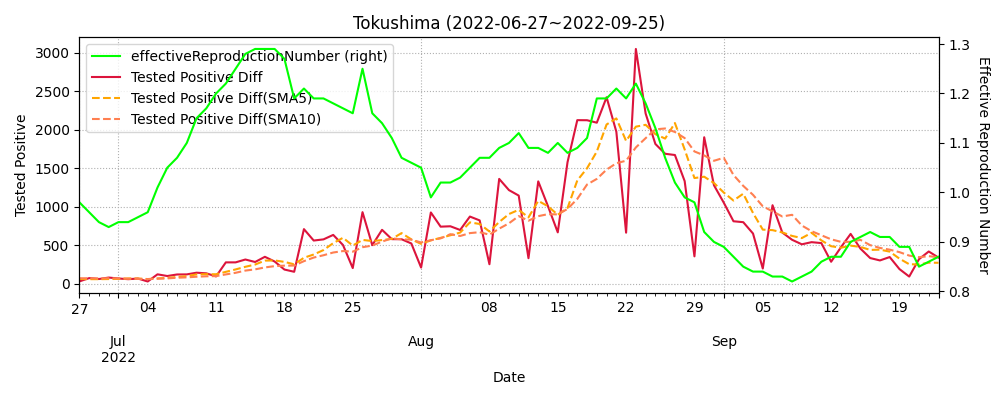 Tokushima (2022-06-27~2022-09-25)
effectiveReproductionNumber (right)
Tested Positive Diff
Tested Positive Diff(SMA5)
Tested Positive Diff(SMA10)
Tested Positive
3000
2500
2000
1500
1000
500
0
Effective Reproduction Number
1.3
1.2
1.1
1.0
0.9
0.8
27 04 11 18 25 08 15 22 29 05 12 19
Jul Aug Sep
2022
Date